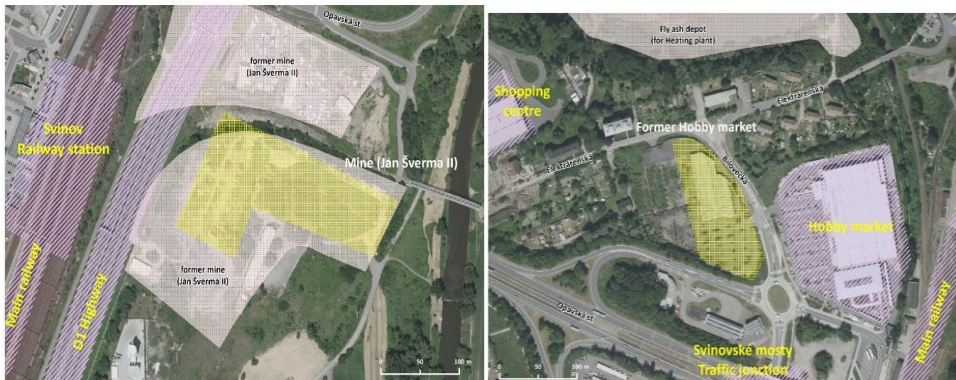 Opavská st.
former mine
(Jan Šverma II)
Svinov
Railway station
Mine (Jan Šverma II)
former mine
(Jan Šverma II)
Main railway
D1 Highway
0 50 100 m
Fly ash depot
(for Heating plant)
Shopping
centre
Elektrárenská
Former Hobby market
Elektrárenská
Bílovecká
Hobby market
Opavská st.
Main railway
Svinovské mosty
Traffic jonction
0 50 100 m